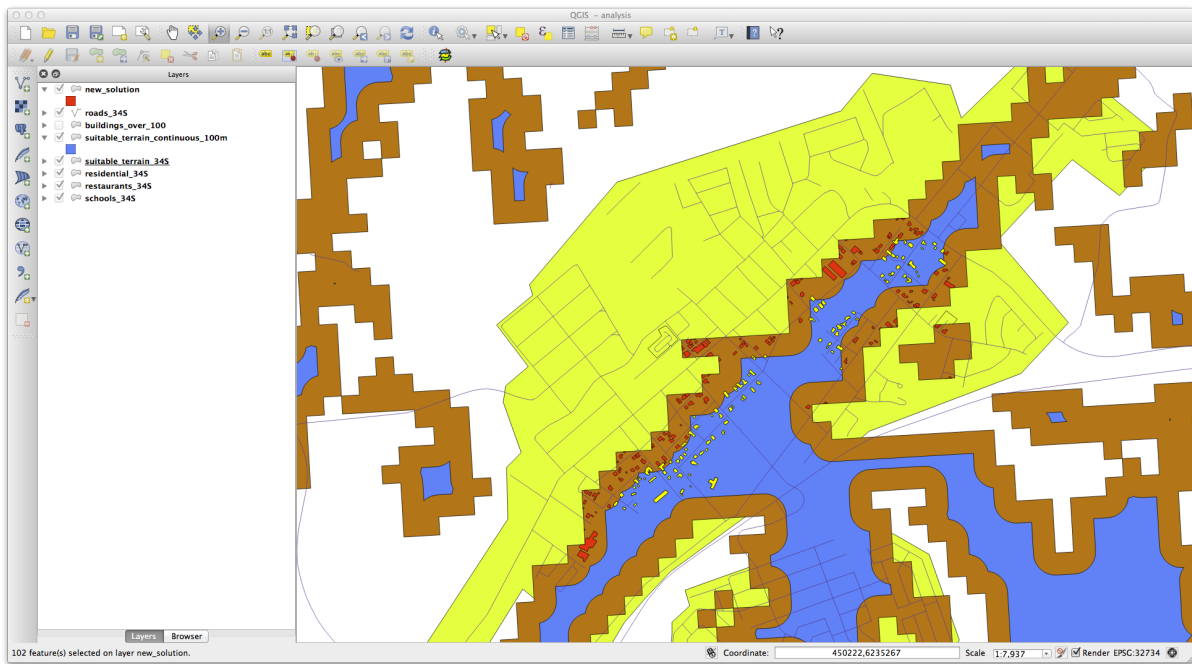 QGIS - analysis
Layers
new_solution
roads_34S
buildings_over_100
suitable_terrain_continuous_100m
suitable_terrain_34S
residential_34S
restaurants_34S
schools_34S
Layers Browser
102 feature(s) selected on layer new_solution.
Coordinate: 450222,6235267 Scale 1:7,937 Render EPSG:32734